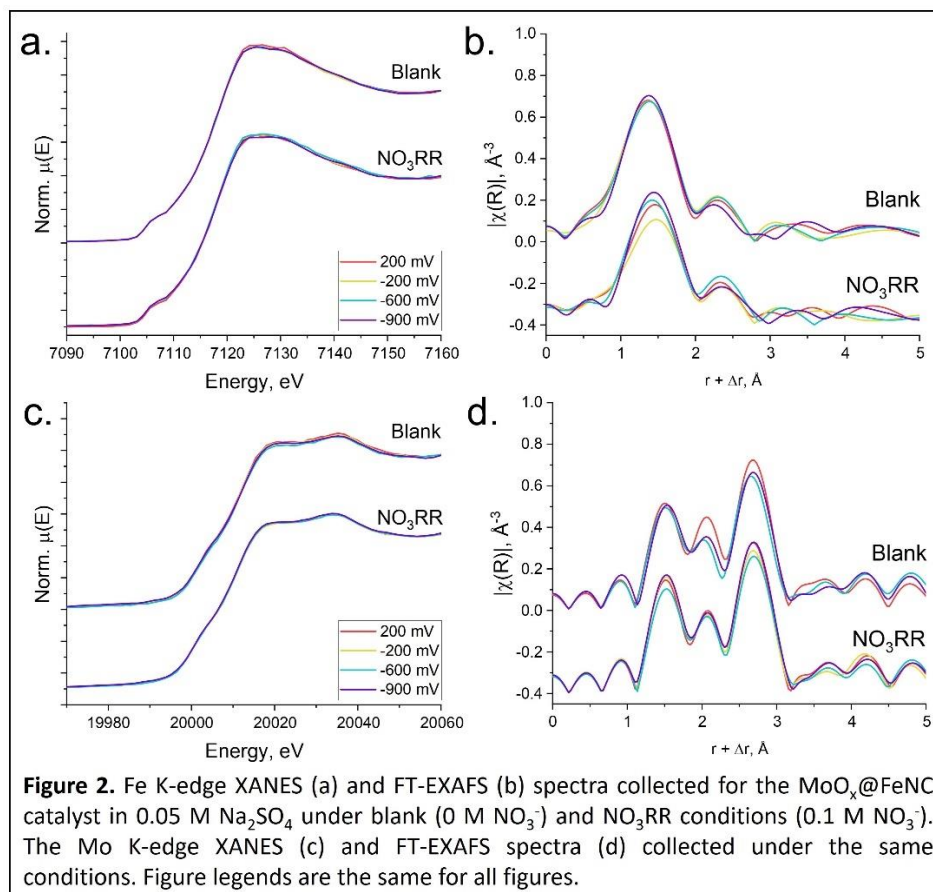 a.
Norm. μ(E)
Blank
NO₃RR
200 mV
-200 mV
-600 mV
-900 mV
7090 7100 7110 7120 7130 7140 7150 7160
Energy, eV
b.
|χ(R)|, Å⁻³
1.0
0.8
0.6
0.4
0.2
0.0
-0.2
-0.4
Blank
NO₃RR
0 1 2 3 4 5
r + Δr, Å
c.
Norm. μ(E)
Blank
NO₃RR
200 mV
-200 mV
-600 mV
-900 mV
19980 20000 20020 20040 20060
Energy, eV
d.
|χ(R)|, Å⁻³
1.0
0.8
0.6
0.4
0.2
0.0
-0.2
-0.4
Blank
NO₃RR
0 1 2 3 4 5
r + Δr, Å
Figure 2. Fe K-edge XANES (a) and FT-EXAFS (b) spectra collected for the MoOₓ@FeNC
catalyst in 0.05 M Na₂SO₄ under blank (0 M NO₃⁻) and NO₃RR conditions (0.1 M NO₃⁻).
The Mo K-edge XANES (c) and FT-EXAFS spectra (d) collected under the same
conditions. Figure legends are the same for all figures.